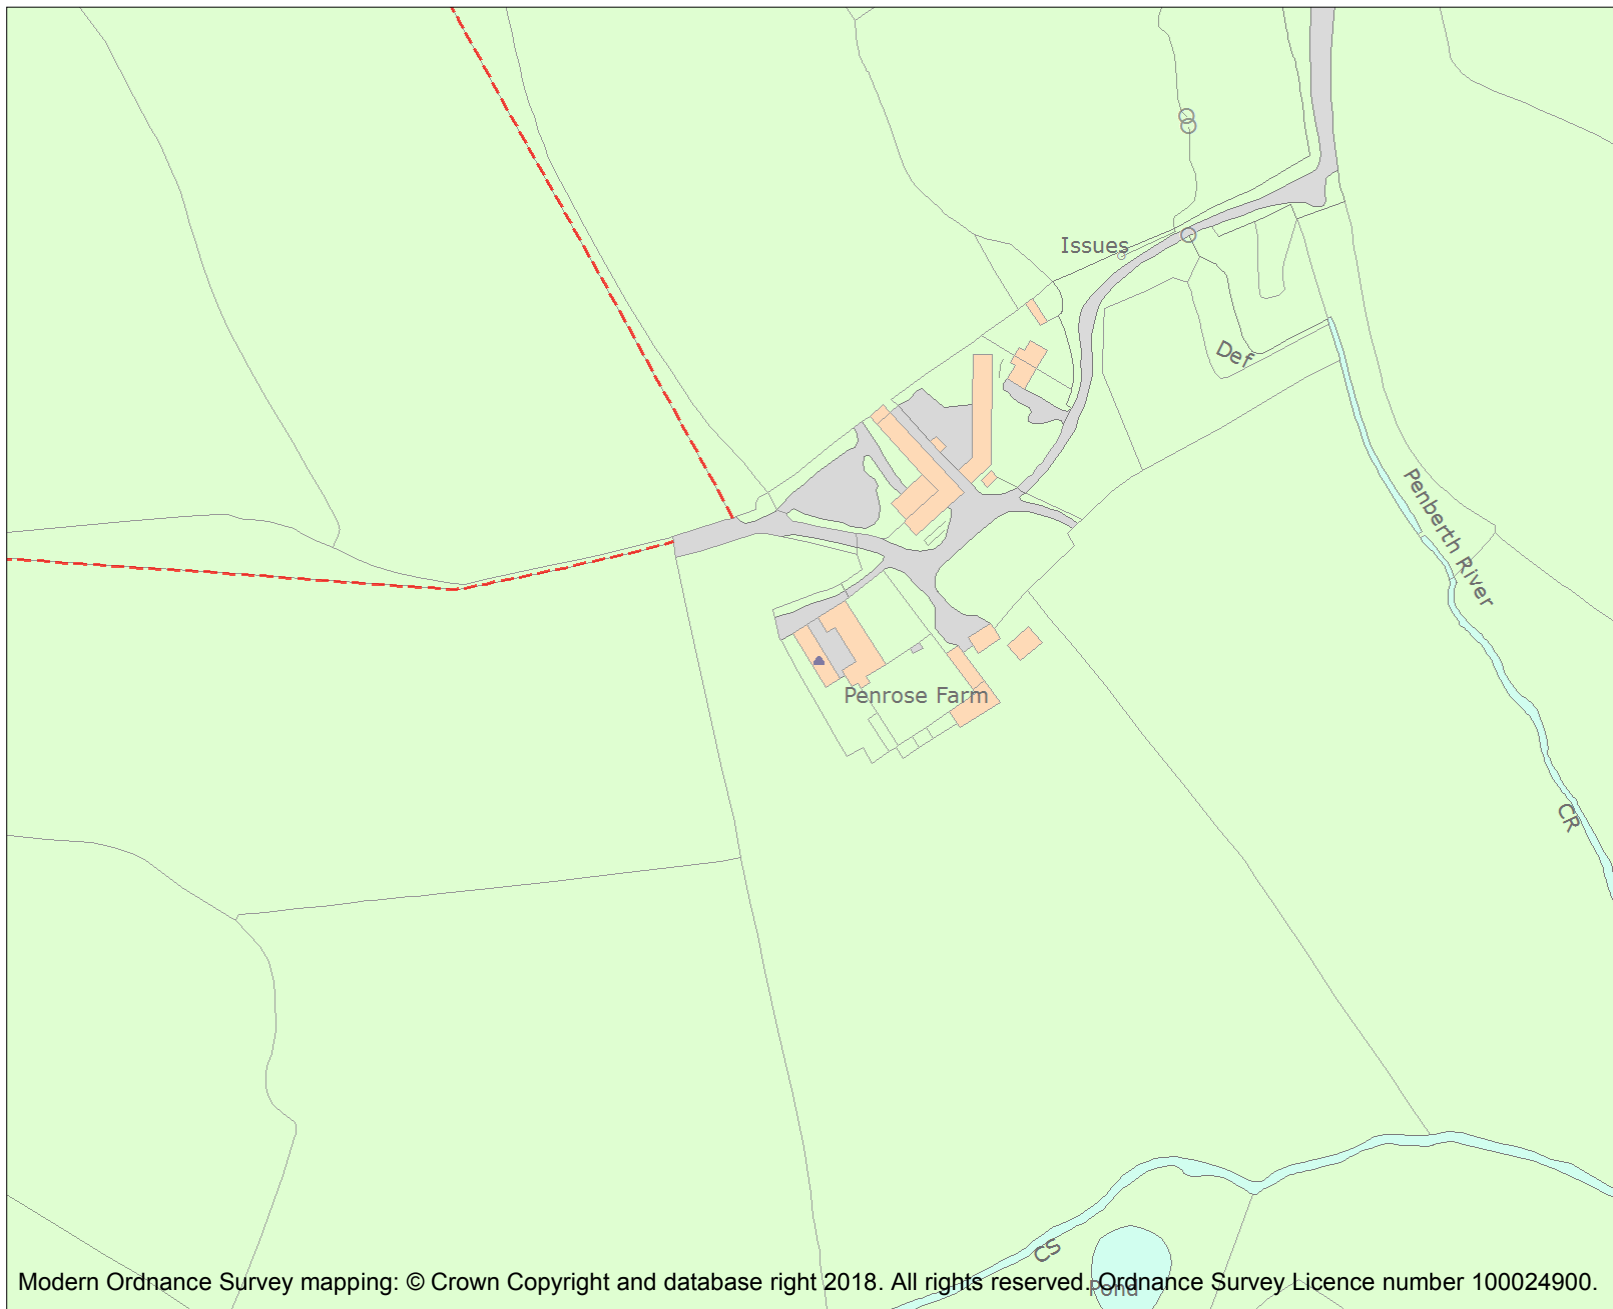 Issues
Def
Penberth River
Penrose Farm
CR
CS
Pond
Modern Ordnance Survey mapping: © Crown Copyright and database right 2018. All rights reserved. Ordnance Survey Licence number 100024900.